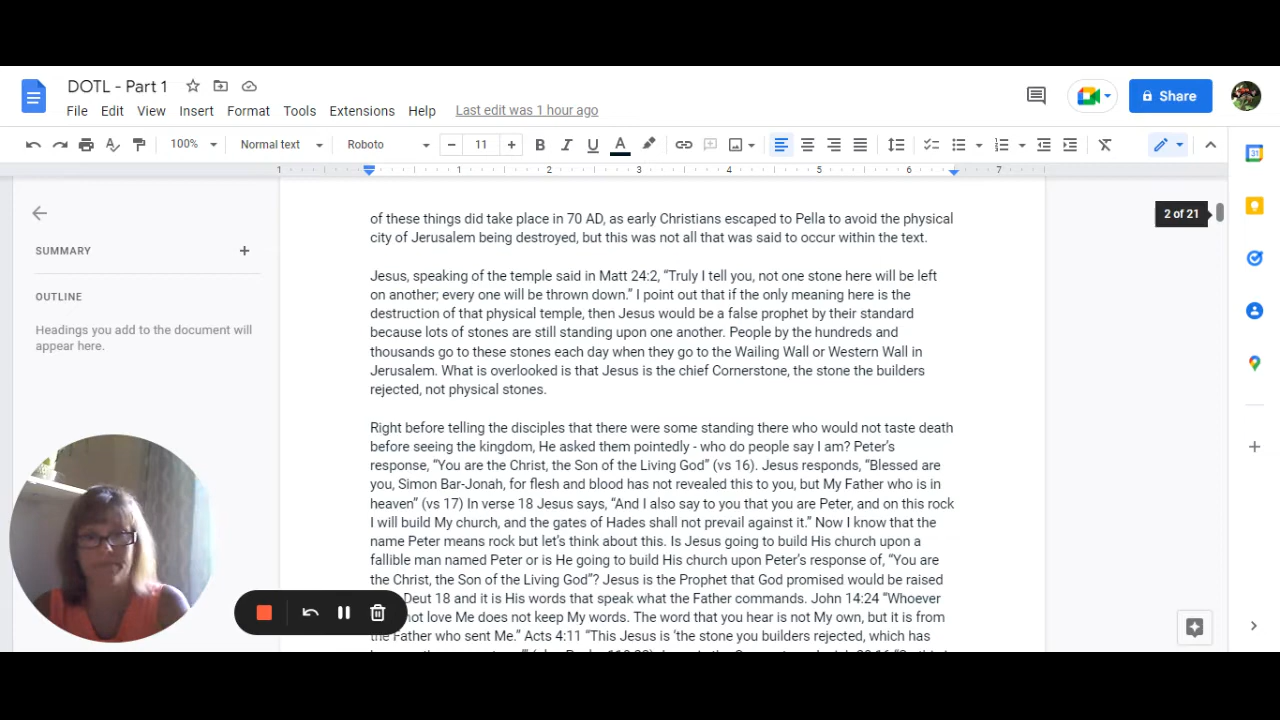 DOTL - Part 1
File Edit View Insert Format Tools Extensions Help Last edit was 1 hour ago
Share
100% Normal text Roboto 11
1 1 2 3 4 5 6 7
of these things did take place in 70 AD, as early Christians escaped to Pella to avoid the physical
city of Jerusalem being destroyed, but this was not all that was said to occur within the text.
2 of 21
SUMMARY
OUTLINE
Headings you add to the document will
appear here.
Jesus, speaking of the temple said in Matt 24:2, “Truly I tell you, not one stone here will be left
on another; every one will be thrown down.” I point out that if the only meaning here is the
destruction of that physical temple, then Jesus would be a false prophet by their standard
because lots of stones are still standing upon one another. People by the hundreds and
thousands go to these stones each day when they go to the Wailing Wall or Western Wall in
Jerusalem. What is overlooked is that Jesus is the chief Cornerstone, the stone the builders
rejected, not physical stones.
Right before telling the disciples that there were some standing there who would not taste death
before seeing the kingdom, He asked them pointedly - who do people say I am? Peter’s
response, “You are the Christ, the Son of the Living God” (vs 16). Jesus responds, “Blessed are
you, Simon Bar-Jonah, for flesh and blood has not revealed this to you, but My Father who is in
heaven” (vs 17) In verse 18 Jesus says, “And I also say to you that you are Peter, and on this rock
I will build My church, and the gates of Hades shall not prevail against it.” Now I know that the
name Peter means rock but let’s think about this. Is Jesus going to build His church upon a
fallible man named Peter or is He going to build His church upon Peter’s response of, “You are
the Christ, the Son of the Living God”? Jesus is the Prophet that God promised would be raised
Deut 18 and it is His words that speak what the Father commands. John 14:24 “Whoever
not love Me does not keep My words. The word that you hear is not My own, but it is from
the Father who sent Me.” Acts 4:11 “This Jesus is ‘the stone you builders rejected, which has